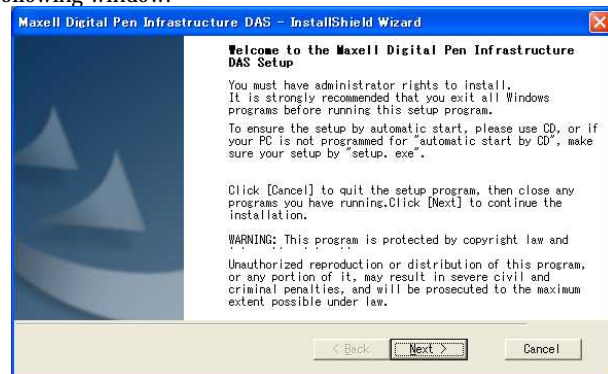 ollowing window.
Maxell Digital Pen Infrastructure DAS - InstallShield Wizard
Welcome to the Maxell Digital Pen Infrastructure
DAS Setup
You must have administrator rights to install.
It is strongly recommended that you exit all Windows
programs before running this setup program.
To ensure the setup by automatic start, please use CD, or if
your PC is not programmed for "automatic start by CD", make
sure your setup by "setup. exe".
Click [Cancel] to quit the setup program, then close any
programs you have running.Click [Next] to continue the
installation.
WARNING: This program is protected by copyright law and
Unauthorized reproduction or distribution of this program,
or any portion of it, may result in severe civil and
criminal penalties, and will be prosecuted to the maximum
extent possible under law.
< Back Next > Cancel